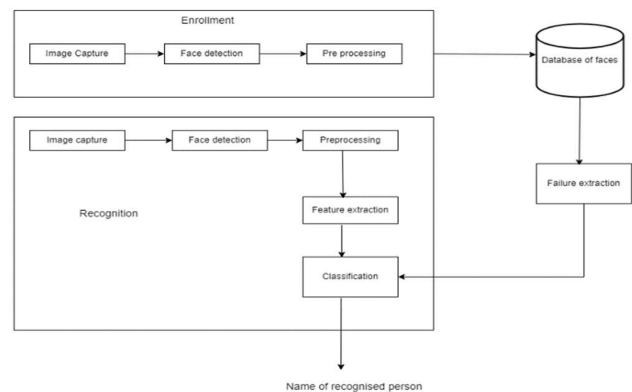 Enrollment
Image Capture
Face detection
Pre processing
Database of faces
Image capture
Face detection
Preprocessing
Failure extraction
Feature extraction
Recognition
Classification
Name of recognised person